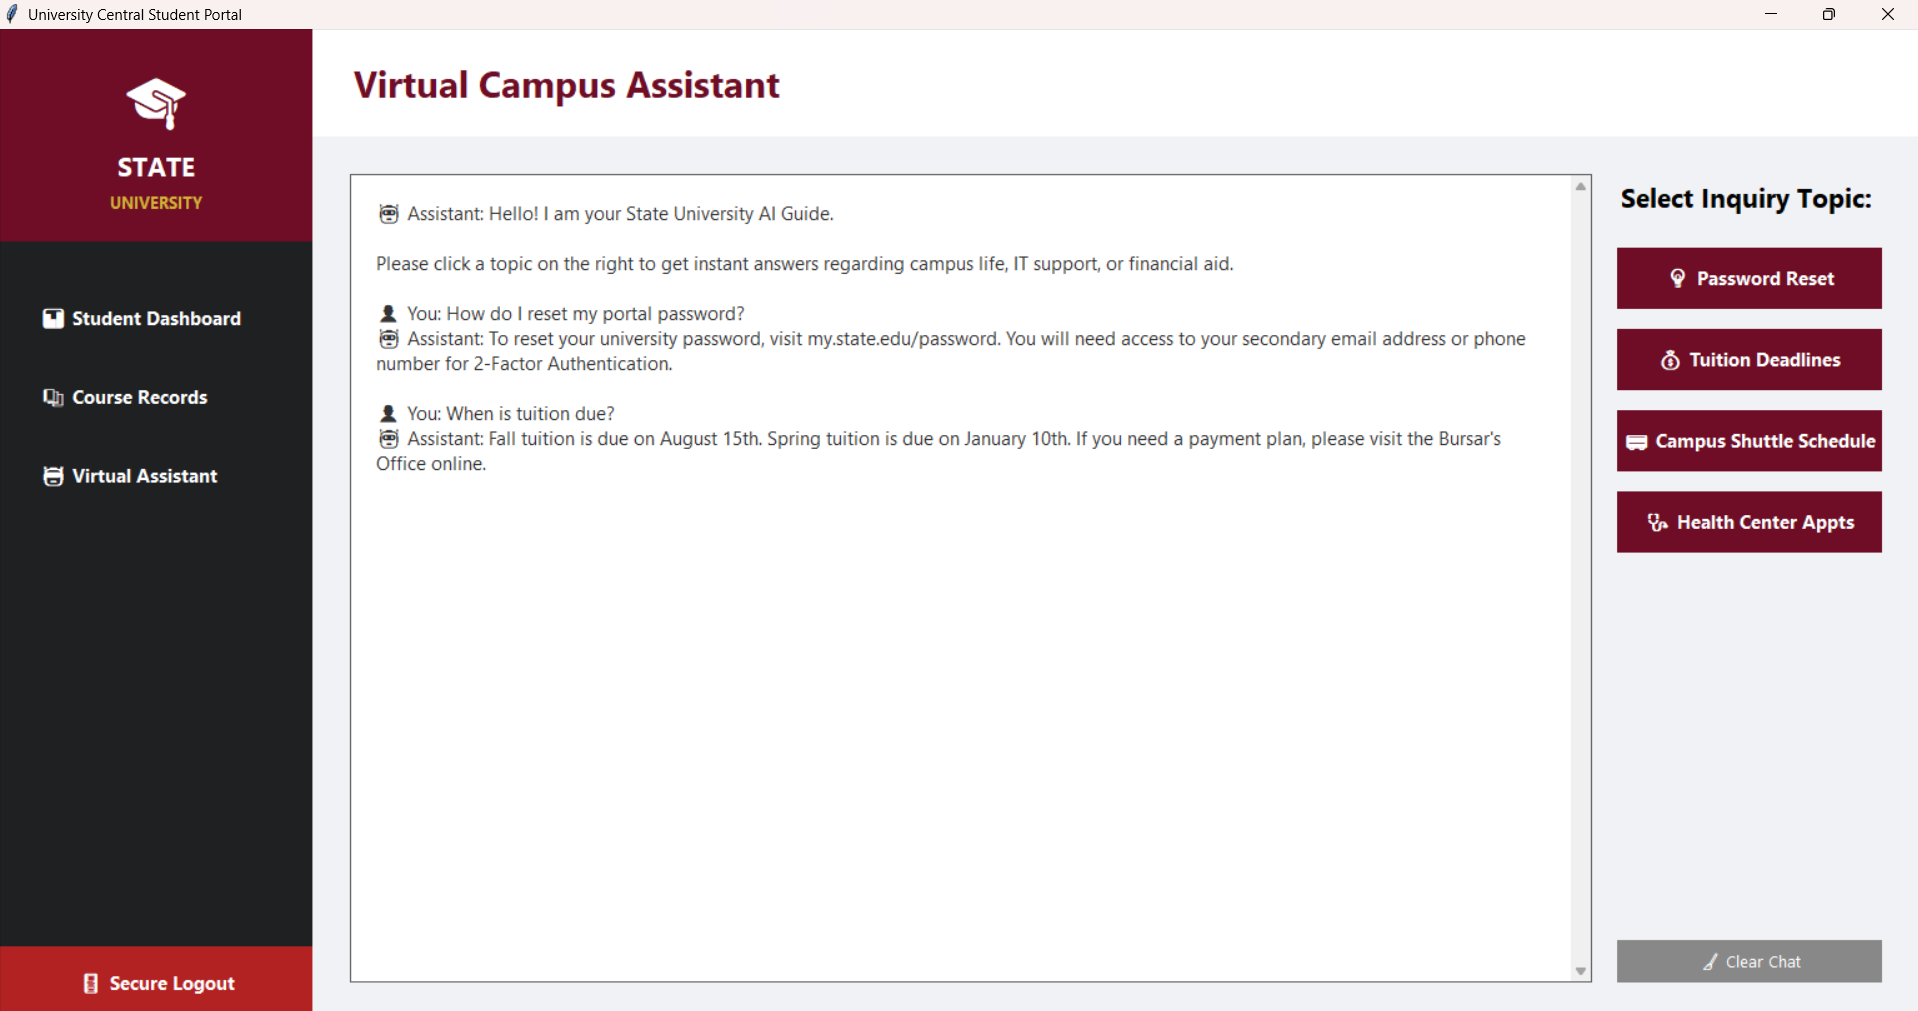 University Central Student Portal
STATE
UNIVERSITY
Student Dashboard
Course Records
Virtual Assistant
Secure Logout
Virtual Campus Assistant
Assistant: Hello! I am your State University AI Guide.
Please click a topic on the right to get instant answers regarding campus life, IT support, or financial aid.
You: How do I reset my portal password?
Assistant: To reset your university password, visit my.state.edu/password. You will need access to your secondary email address or phone
number for 2-Factor Authentication.
You: When is tuition due?
Assistant: Fall tuition is due on August 15th. Spring tuition is due on January 10th. If you need a payment plan, please visit the Bursar's
Office online.
Select Inquiry Topic:
Password Reset
Tuition Deadlines
Campus Shuttle Schedule
Health Center Appts
Clear Chat